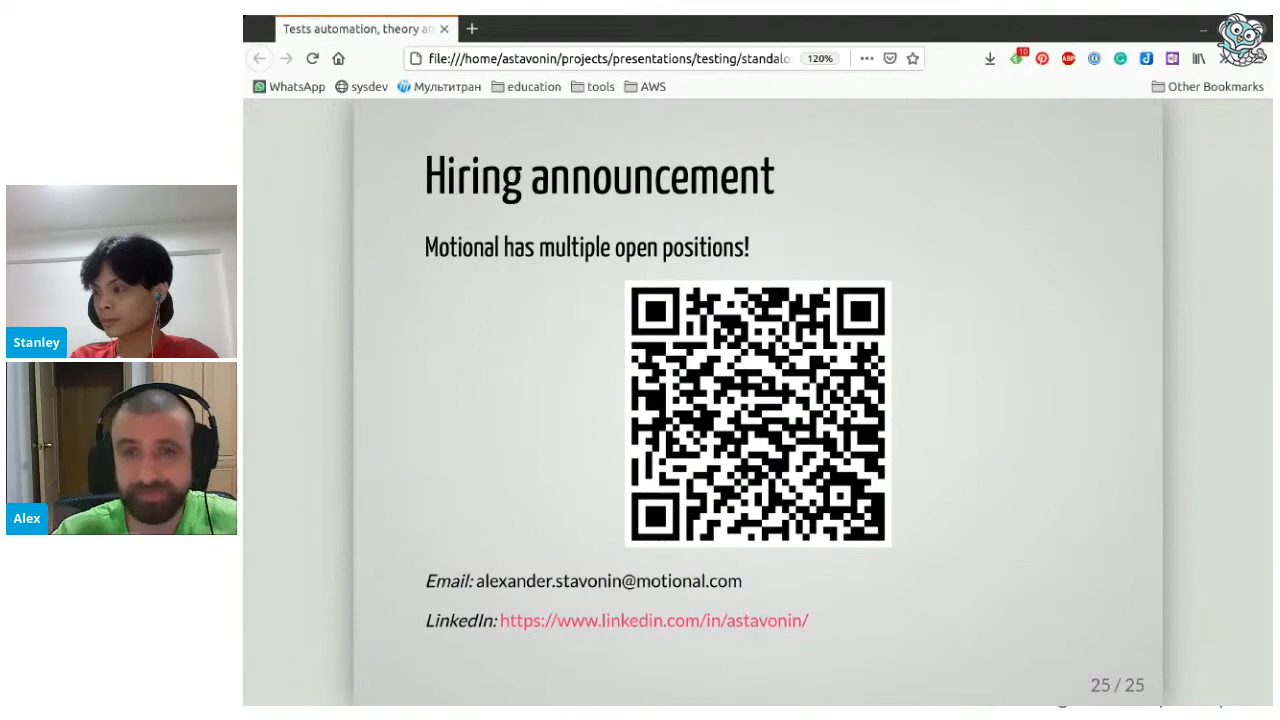 Tests automation, theory an
file:///home/astavonin/projects/presentations/testing/standalo
120%
10
ABP
WhatsApp
sysdev
Мультитран
education
tools
AWS
Other Bookmarks
Hiring announcement
Motional has multiple open positions!
Stanley
Alex
Email: alexander.stavonin@motional.com
LinkedIn: https://www.linkedin.com/in/astavonin/
25 / 25